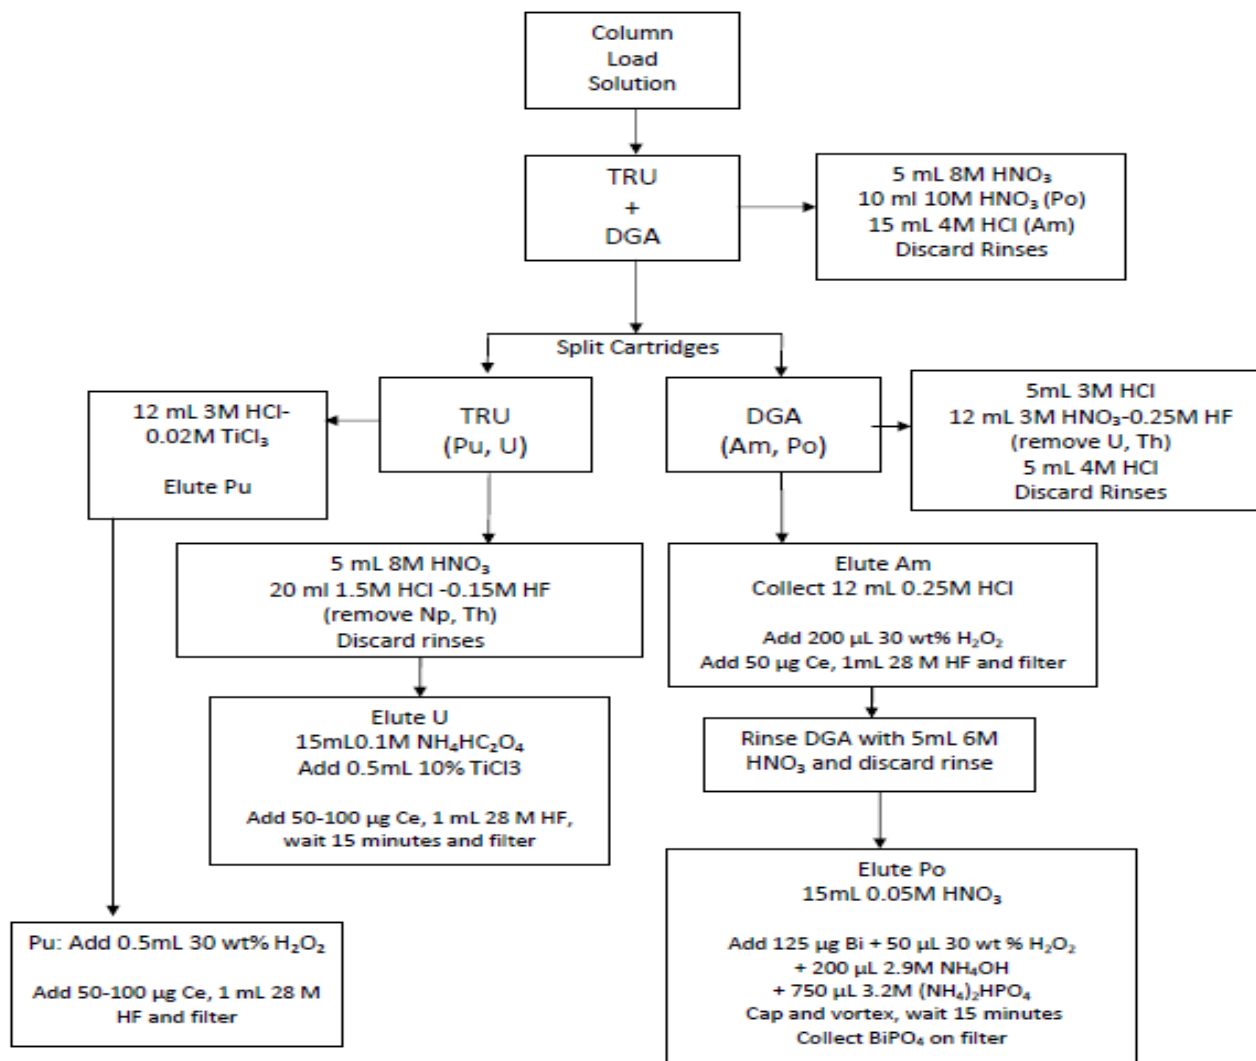 Column
Load
Solution
TRU
+
DGA
5 mL 8M HNO₃
10 ml 10M HNO₃ (Po)
15 mL 4M HCl (Am)
Discard Rinses
Split Cartridges
12 mL 3M HCl-
0.02M TiCl₃
Elute Pu
TRU
(Pu, U)
DGA
(Am, Po)
5mL 3M HCl
12 mL 3M HNO₃-0.25M HF
(remove U, Th)
5 mL 4M HCl
Discard Rinses
5 mL 8M HNO₃
20 ml 1.5M HCl -0.15M HF
(remove Np, Th)
Discard rinses
Elute Am
Collect 12 mL 0.25M HCl
Add 200 µL 30 wt% H₂O₂
Add 50 µg Ce, 1mL 28 M HF and filter
Elute U
15mL0.1M NH₄HC₂O₄
Add 0.5mL 10% TiCl3
Add 50-100 µg Ce, 1 mL 28 M HF,
wait 15 minutes and filter
Rinse DGA with 5mL 6M
HNO₃ and discard rinse
Pu: Add 0.5mL 30 wt% H₂O₂
Add 50-100 µg Ce, 1 mL 28 M
HF and filter
Elute Po
15mL 0.05M HNO₃
Add 125 µg Bi + 50 µL 30 wt % H₂O₂
+ 200 µL 2.9M NH₄OH
+ 750 µL 3.2M (NH₄)₂HPO₄
Cap and vortex, wait 15 minutes
Collect BiPO₄ on filter